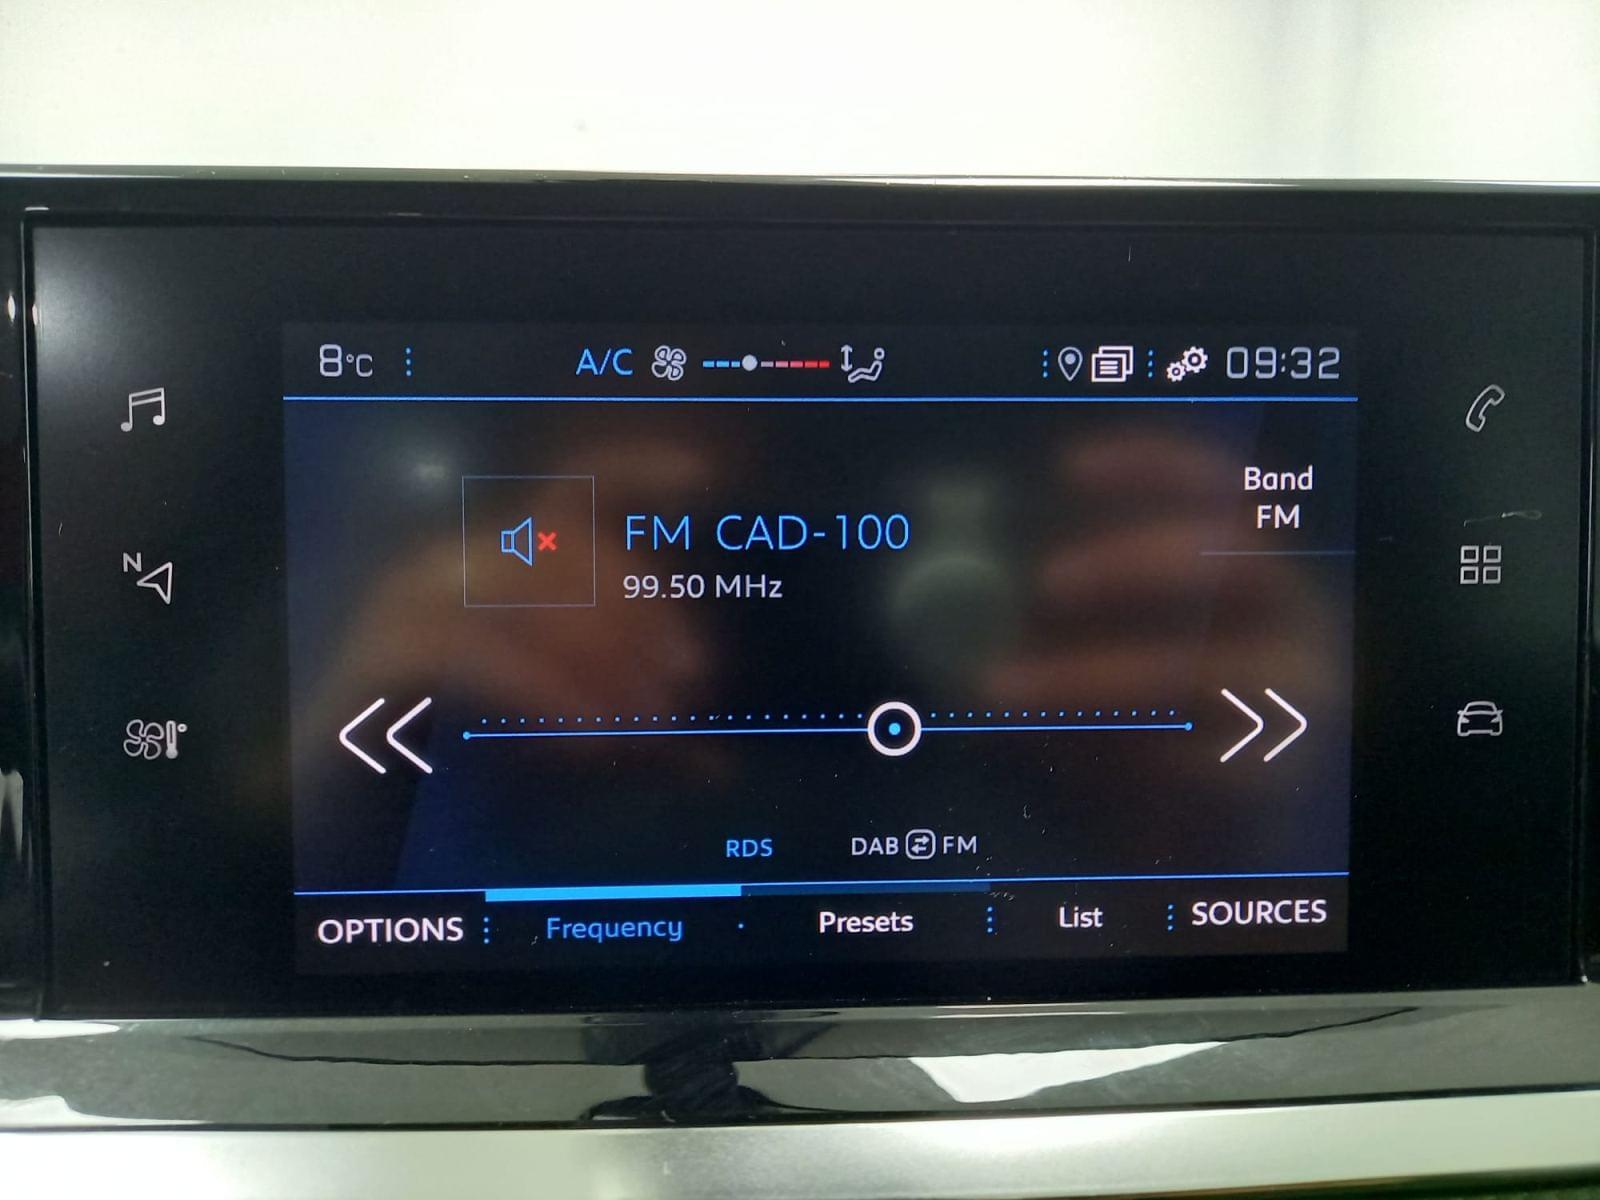 8°C A/C 09:32
Band
FM
FM CAD-100
99.50 MHz
N
RDS DAB FM
OPTIONS Frequency Presets List SOURCES